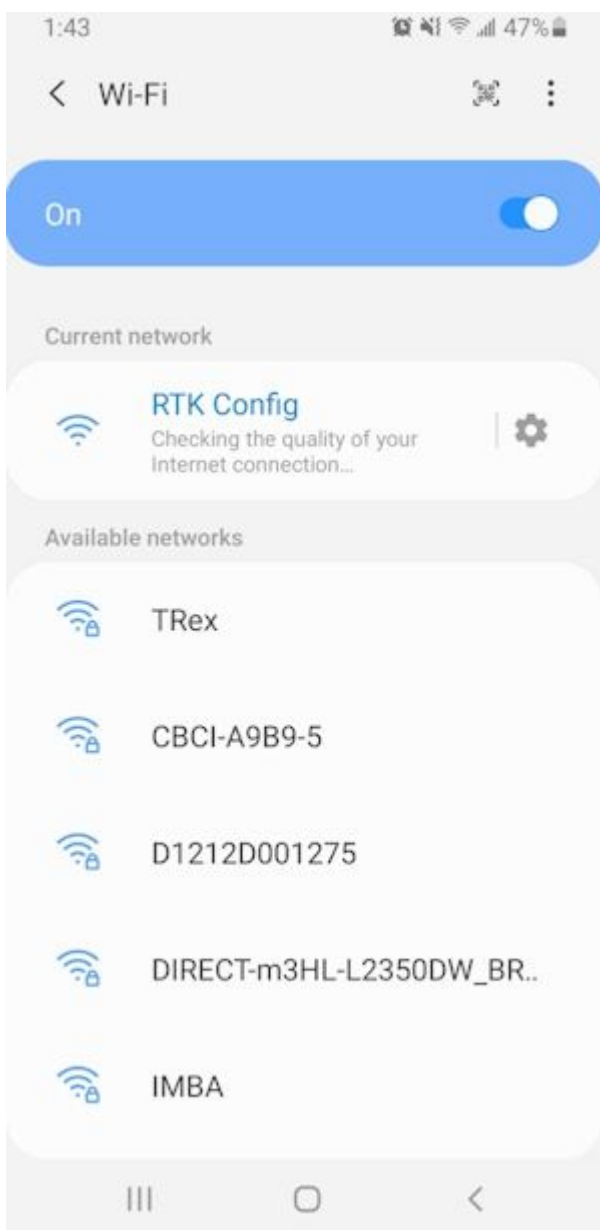 1:43 47%
Wi-Fi
On
Current network
RTK Config
Checking the quality of your
Internet connection...
Available networks
TRex
CBCI-A9B9-5
D1212D001275
DIRECT-m3HL-L2350DW_BR..
IMBA